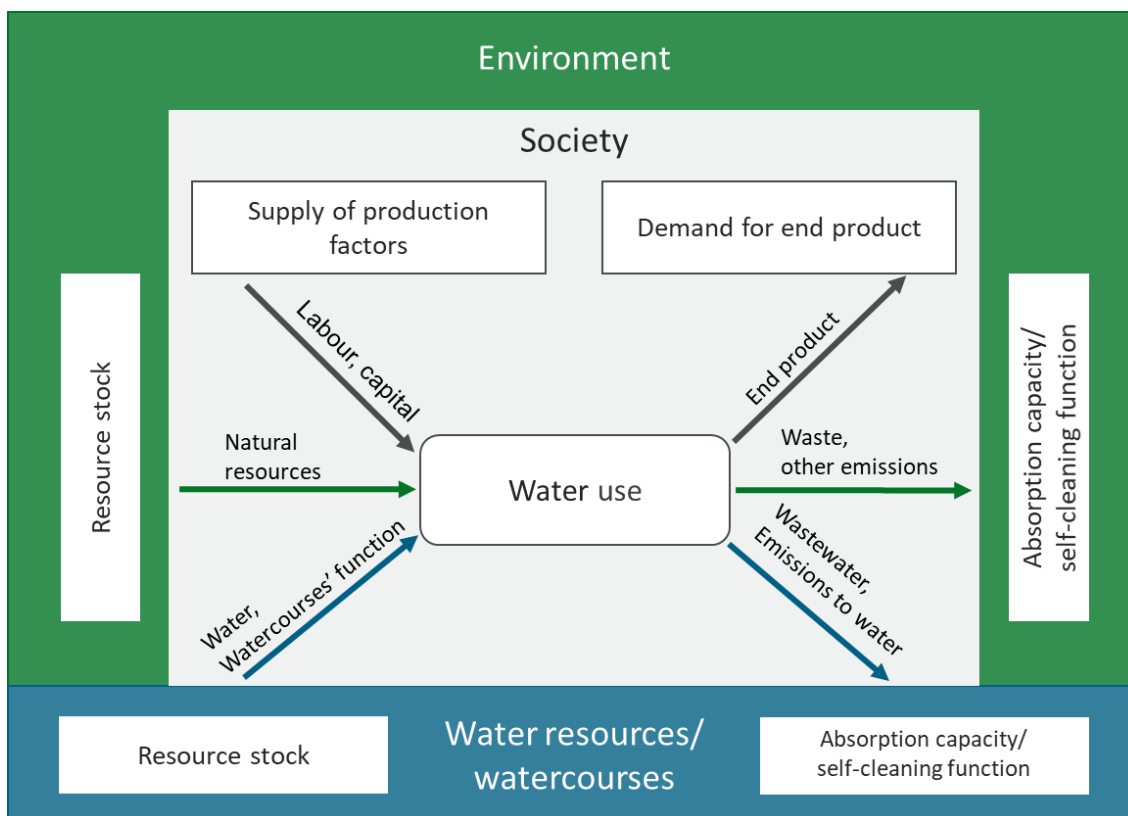 Environment
Society
Supply of production
factors
Demand for end product
Resource stock
Labour, capital
End product
Absorption capacity/
self-cleaning function
Natural
resources
Water use
Waste,
other emissions
Water,
Watercourses’ function
Wastewater,
Emissions to water
Resource stock
Water resources/
watercourses
Absorption capacity/
self-cleaning function